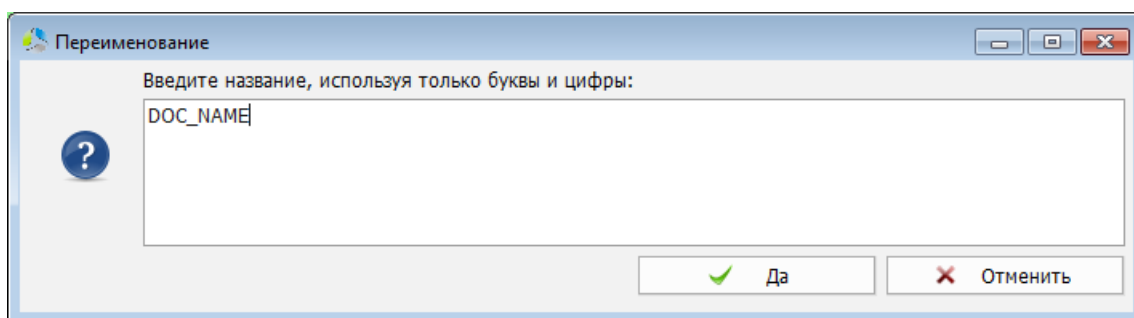 Переименование
Введите название, используя только буквы и цифры:
DOC_NAME
Да
Отменить